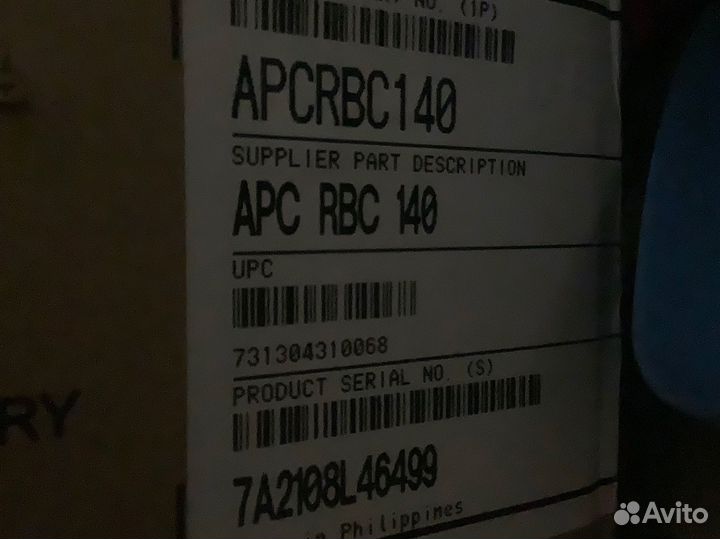 NO. (1P)
APCRBC140
SUPPLIER PART DESCRIPTION
APC RBC 140
UPC
731304310068
PRODUCT SERIAL NO. (S)
7A2108L46499
Philippines
RY
Avito